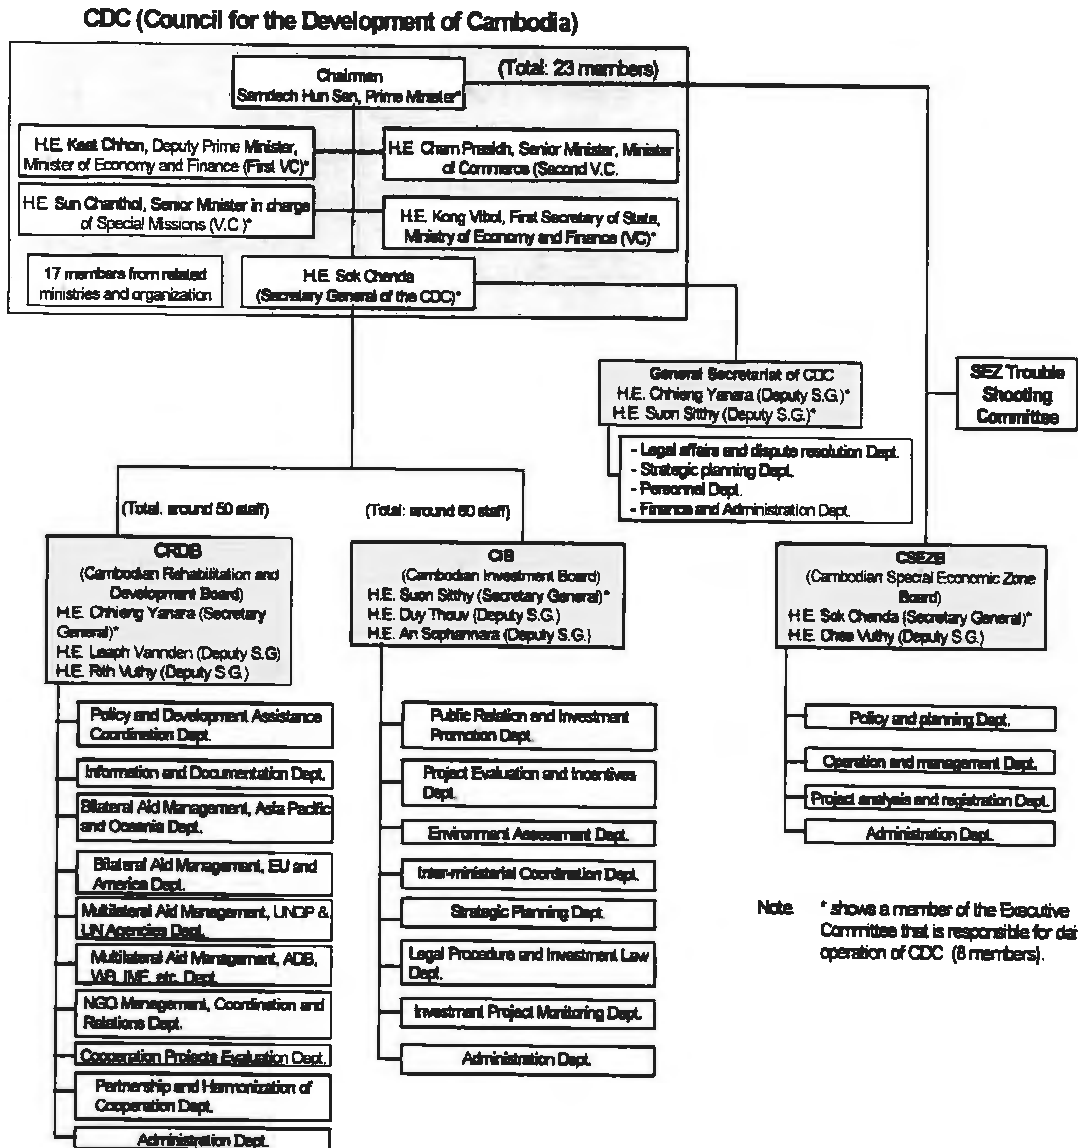 CDC (Council for the Development of Cambodia)
(Total: 23 members)
Chairman
Samdech Hun Sen, Prime Minister*
H.E. Keat Chhon, Deputy Prime Minister,
Minister of Economy and Finance (First VC)*
H.E. Cham Prasidh, Senior Minister, Minister
of Commerce (Second V.C.
H.E. Sun Chanthol, Senior Minister in charge
of Special Missions (V.C.)*
H.E. Kong Vibol, First Secretary of State,
Ministry of Economy and Finance (VC)*
17 members from related
ministries and organization
H.E. Sok Chenda
(Secretary General of the CDC)*
General Secretariat of CDC
H.E. Chhieng Yanara (Deputy S.G.)*
H.E. Suon Sitthy (Deputy S.G.)*
SEZ Trouble
Shooting
Committee
- Legal affairs and dispute resolution Dept.
- Strategic planning Dept.
- Personnel Dept.
- Finance and Administration Dept.
(Total: around 50 staff)
(Total: around 60 staff)
CRDB
(Cambodian Rehabilitation and
Development Board)
H.E. Chhieng Yanara (Secretary
General)*
H.E. Leaph Vannden (Deputy S.G)
H.E. Rith Vuthy (Deputy S.G.)
Policy and Development Assistance
Coordination Dept.
Information and Documentation Dept.
Bilateral Aid Management, Asia Pacific
and Oceania Dept.
Bilateral Aid Management, EU and
America Dept.
Multilateral Aid Management, UNDP &
UN Agencies Dept.
Multilateral Aid Management, ADB,
WB, IMF, etc. Dept.
NGO Management, Coordination and
Relations Dept.
Cooperation Projects Evaluation Dept.
Partnership and Harmonization of
Cooperation Dept.
Administration Dept.
CIB
(Cambodian Investment Board)
H.E. Suon Sitthy (Secretary General)*
H.E. Duy Thouv (Deputy S.G.)
H.E. An Sophannara (Deputy S.G.)
Public Relation and Investment
Promotion Dept.
Project Evaluation and Incentives
Dept.
Environment Assessment Dept.
Inter-ministerial Coordination Dept.
Strategic Planning Dept.
Legal Procedure and Investment Law
Dept.
Investment Project Monitoring Dept.
Administration Dept.
CSEZB
(Cambodian Special Economic Zone
Board)
H.E. Sok Chenda (Secretary General)*
H.E. Chea Vuthy (Deputy S.G.)
Policy and planning Dept.
Operation and management Dept.
Project analysis and registration Dept.
Administration Dept.
Note * shows a member of the Executive
Committee that is responsible for dai
operation of CDC (8 members).